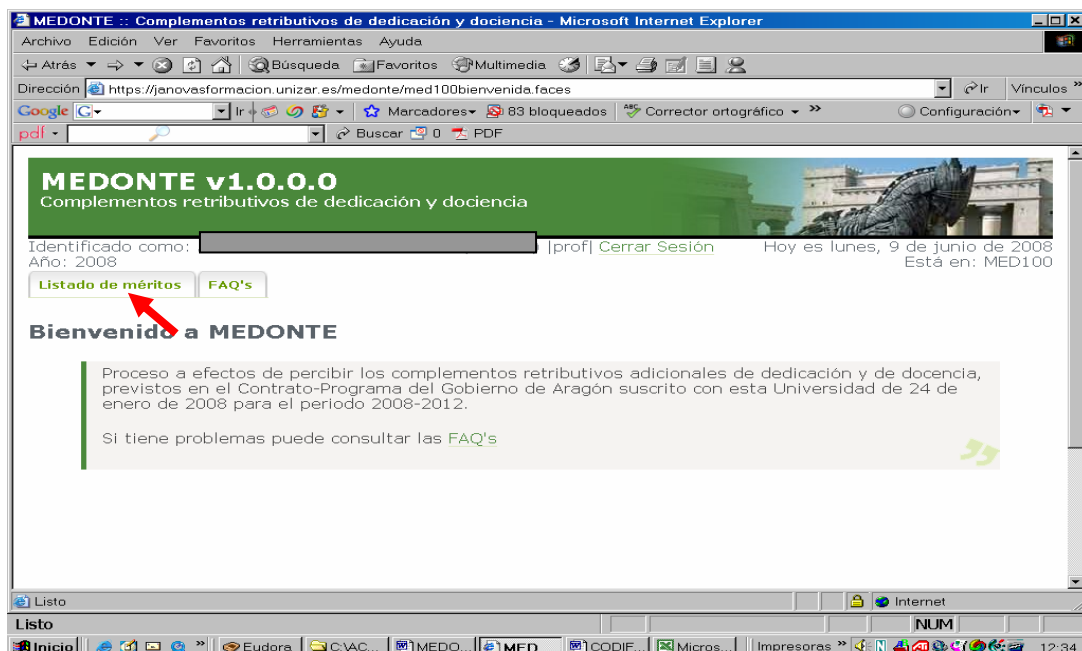 MEDONTE :: Complementos retributivos de dedicación y dociencia - Microsoft Internet Explorer
Archivo Edición Ver Favoritos Herramientas Ayuda
Atrás Búsqueda Favoritos Multimedia
Dirección https://janovasformacion.unizar.es/medonte/med100bienvenida.faces Ir Vínculos »
Google G Ir Marcadores 83 bloqueados ABC Corrector ortográfico » Configuración
pdf Buscar 0 PDF
MEDONTE v1.0.0.0
Complementos retributivos de dedicación y dociencia
Identificado como: |prof| Cerrar Sesión Hoy es lunes, 9 de junio de 2008
Año: 2008 Está en: MED100
Listado de méritos FAQ's
Bienvenido a MEDONTE
Proceso a efectos de percibir los complementos retributivos adicionales de dedicación y de docencia,
previstos en el Contrato-Programa del Gobierno de Aragón suscrito con esta Universidad de 24 de
enero de 2008 para el periodo 2008-2012.
Si tiene problemas puede consultar las FAQ's
Listo Internet
Listo NUM
Inicio » Eudora C:\AC... MEDO... MED CODIF... Micros... Impresoras » 12:34